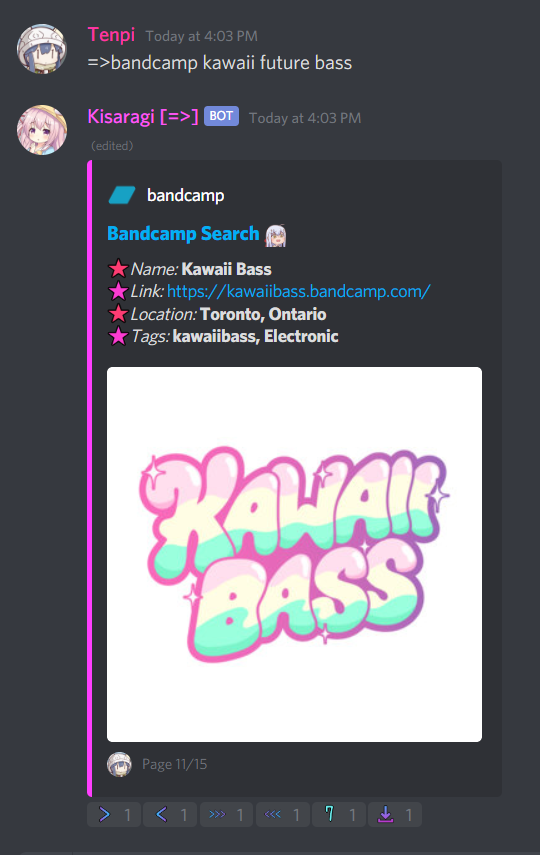 Tenpi Today at 4:03 PM
=>bandcamp kawaii future bass
Kisaragi [=>] BOT Today at 4:03 PM
(edited)
bandcamp
Bandcamp Search
Name: Kawaii Bass
Link: https://kawaiibass.bandcamp.com/
Location: Toronto, Ontario
Tags: kawaiibass, Electronic
KAWAII
BASS
Page 11/15
> 1 < 1 >>> 1 <<< 1 7 1 1